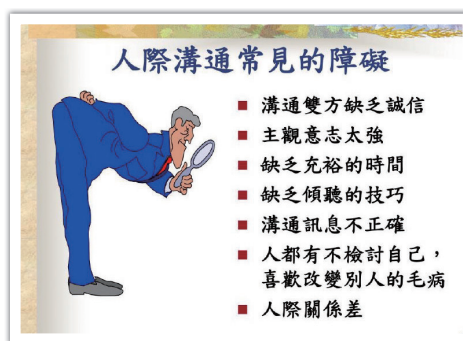 人際溝通常見的障礙
■ 溝通雙方缺乏誠信
■ 主觀意志太強
■ 缺乏充裕的時間
■ 缺乏傾聽的技巧
■ 溝通訊息不正確
■ 人都有不檢討自己，
喜歡改變別人的毛病
■ 人際關係差